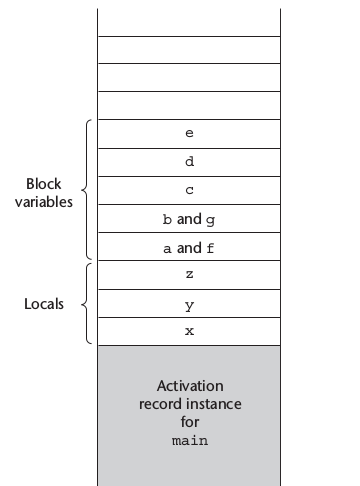 e
d
Block
variables
c
b and g
a and f
z
Locals
y
x
Activation
record instance
for
main